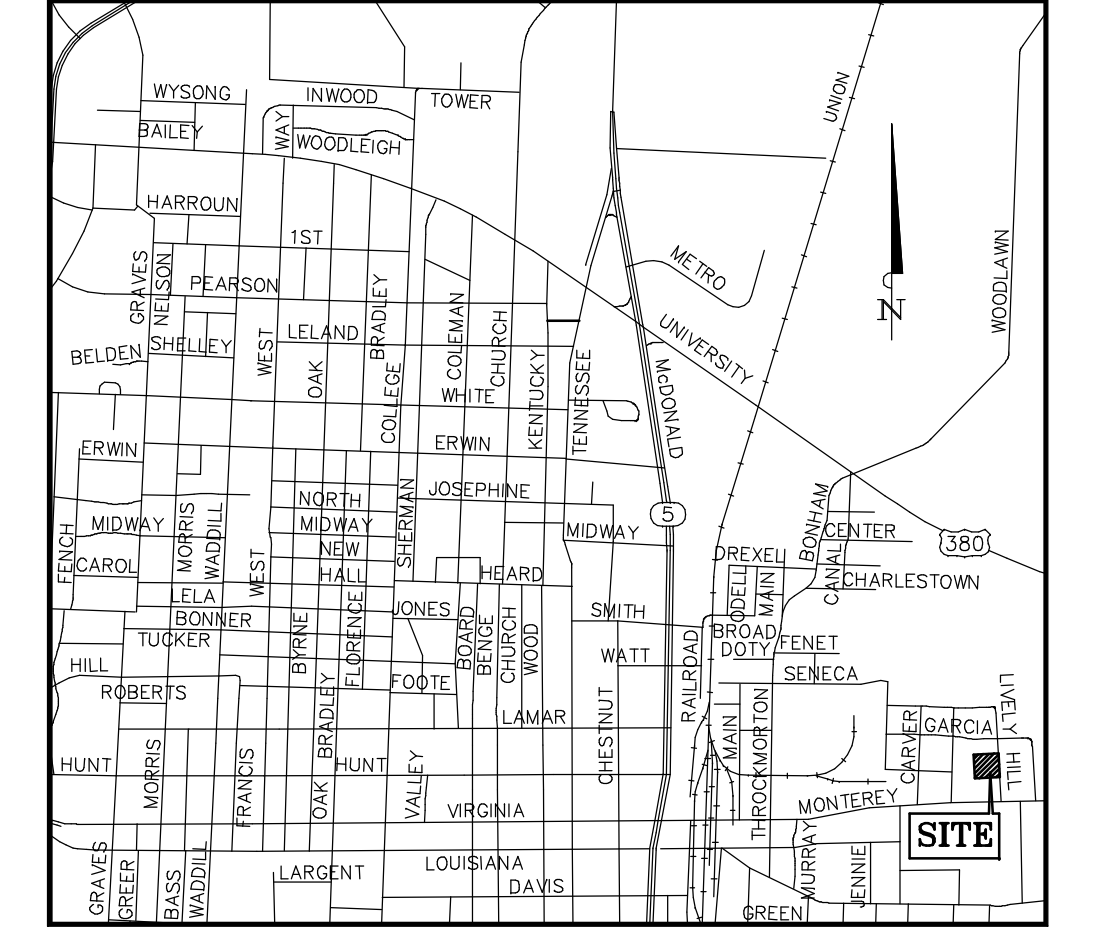 WYSONG
INWOOD
TOWER
UNION
BAILEY
WAY
WOODLEIGH
HARROUN
1ST
METRO
WOODLAWN
GRAVES
NELSON
PEARSON
BRADLEY
COLEMAN
CHURCH
N
UNIVERSITY
SHELLEY
LELAND
BELDEN
WEST
OAK
COLLEGE
WHITE
KENTUCKY
TENNESSEE
McDONALD
ERWIN
ERWIN
JOSEPHINE
NORTH
SHERMAN
5
MIDWAY
MORRIS
WADDILL
MIDWAY
MIDWAY
BONHAM
CENTER
380
FENCH
CAROL
WEST
NEW
HALL
HEARD
DREXELL
CANAL
CHARLESTOWN
ODELL
MAIN
LELA
BONNER
TUCKER
BYRNE
FLORENCE
JONES
BOARD
BENGE
CHURCH
WOOD
SMITH
BROAD
DOTY
FENET
HILL
ROBERTS
FOOTE
WATT
RAILROAD
SENECA
BRADLEY
LAMAR
CHESTNUT
MAIN
THROCKMORTON
CARVER
GARCIA
LIVELY
HILL
HUNT
MORRIS
FRANCIS
OAK
HUNT
VALLEY
VIRGINIA
MONTEREY
SITE
GRAVES
GREER
BASS
WADDILL
LARGENT
LOUISIANA
DAVIS
MURRAY
JENNIE
GREEN